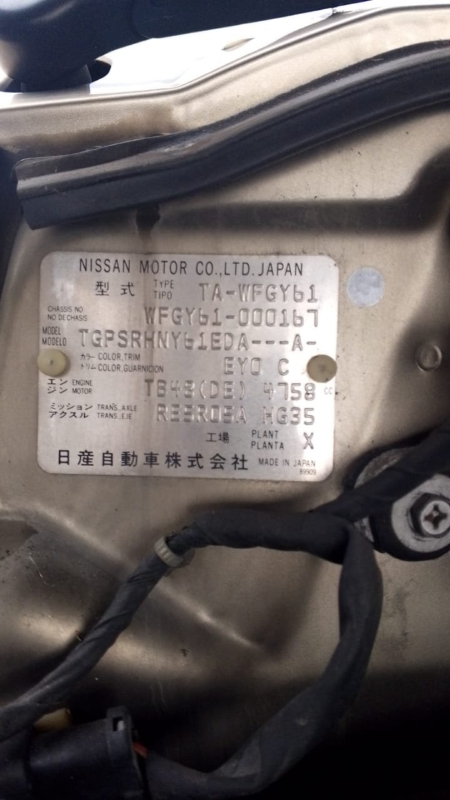 NISSAN MOTOR CO.,LTD. JAPAN
型式 TYPE TIPO TA-WFGY61
CHASSIS NO NO DE CHASIS WFGY61-000167
MODEL MODELO TGPSRHNY61EDA---A-
カラー トリム COLOR,TRIM COLOR,GUARNICION EY0 C
エンジン ENGINE MOTOR TB48(DE) 4758 cc
ミッション アクスル TRANS.,AXLE TRANS.,EJE RE5R05A HG35
工場 PLANT PLANTA X
日産自動車株式会社 MADE IN JAPAN